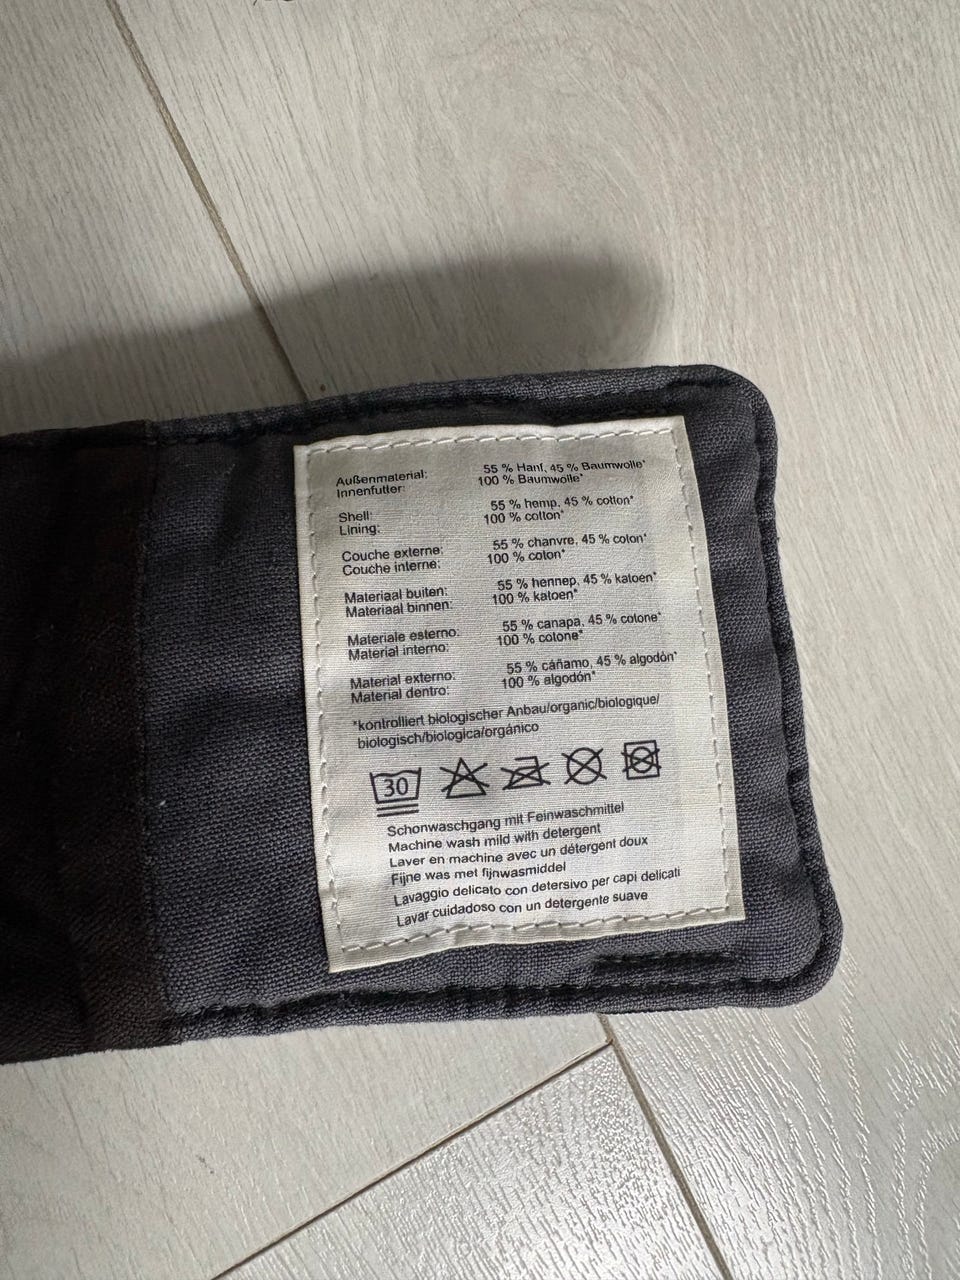 Außenmaterial: 55 % Hanf, 45 % Baumwolle*
Innenfutter: 100 % Baumwolle*
Shell: 55 % hemp, 45 % cotton*
Lining: 100 % cotton*
Couche externe: 55 % chanvre, 45 % coton*
Couche interne: 100 % coton*
Materiaal buiten: 55 % hennep, 45 % katoen*
Materiaal binnen: 100 % katoen*
Materiale esterno: 55 % canapa, 45 % cotone*
Material interno: 100 % cotone*
Material externo: 55 % cáñamo, 45 % algodón*
Material dentro: 100 % algodón*
*kontrolliert biologischer Anbau/organic/biologique/
biologisch/biologica/orgánico
30
Schonwaschgang mit Feinwaschmittel
Machine wash mild with detergent
Laver en machine avec un détergent doux
Fijne was met fijnwasmiddel
Lavaggio delicato con detersivo per capi delicati
Lavar cuidadoso con un detergente suave